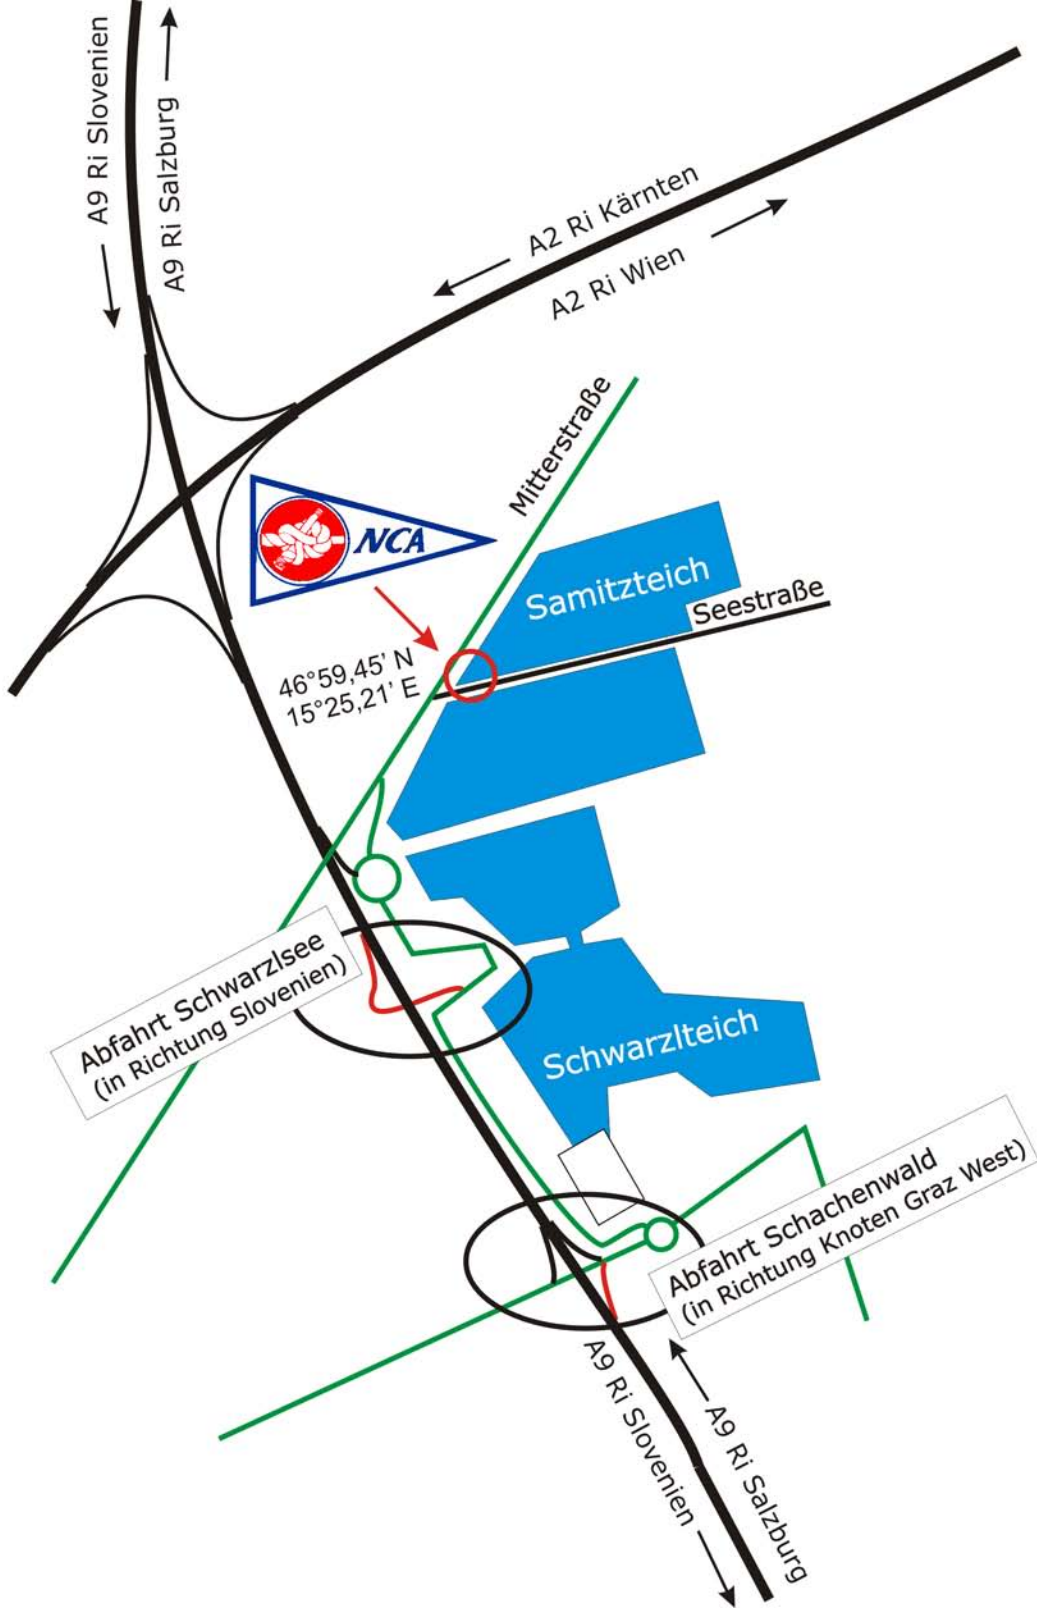 A9 Ri Slovenien
A9 Ri Salzburg
A2 Ri Kärnten
A2 Ri Wien
Mitterstraße
NCA
Samitzteich
Seestraße
46°59,45’ N
15°25,21’ E
Abfahrt Schwarzlsee
(in Richtung Slovenien)
Schwarzlteich
Abfahrt Schachenwald
(in Richtung Knoten Graz West)
A9 Ri Slovenien
A9 Ri Salzburg